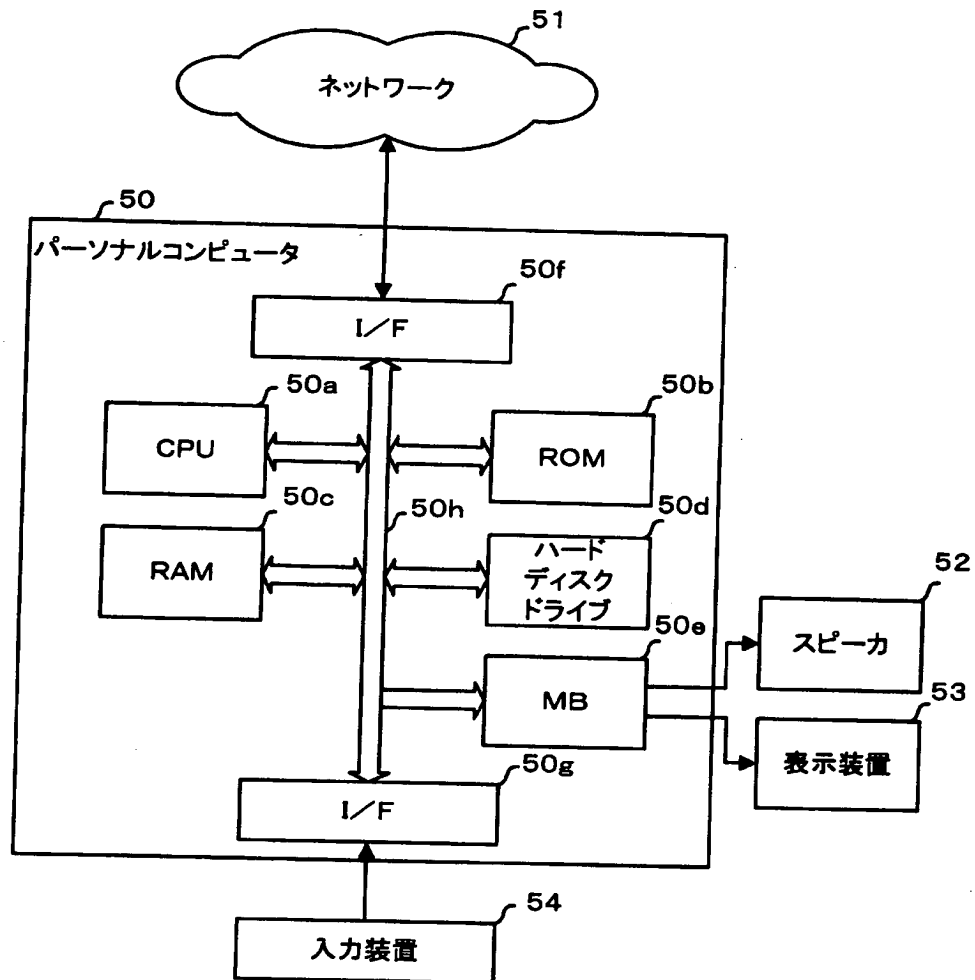 51
ネットワーク
50
パーソナルコンピュータ
50f
I/F
50a
CPU
50b
ROM
50c
RAM
50h
50d
ハード
ディスク
ドライブ
50e
MB
52
スピーカ
53
表示装置
50g
I/F
54
入力装置